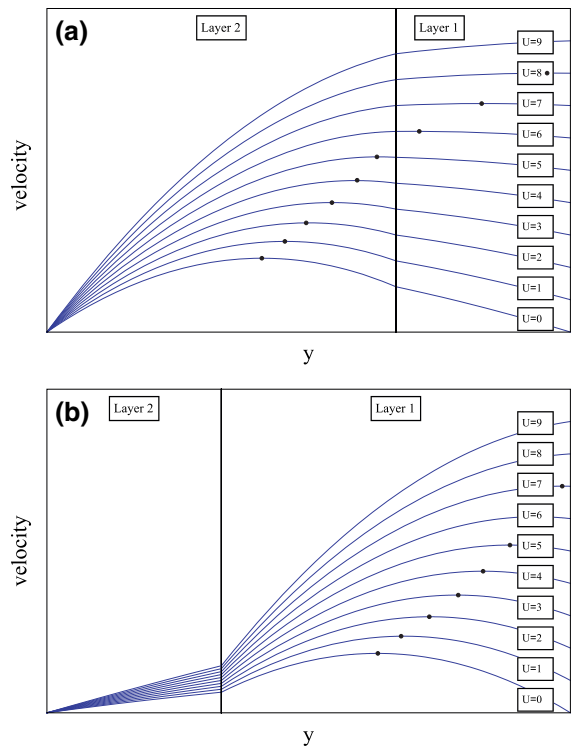 (a)
Layer 2
Layer 1
U=9
U=8
U=7
U=6
U=5
U=4
U=3
U=2
U=1
U=0
velocity
y
(b)
Layer 2
Layer 1
U=9
U=8
U=7
U=6
U=5
U=4
U=3
U=2
U=1
U=0
velocity
y